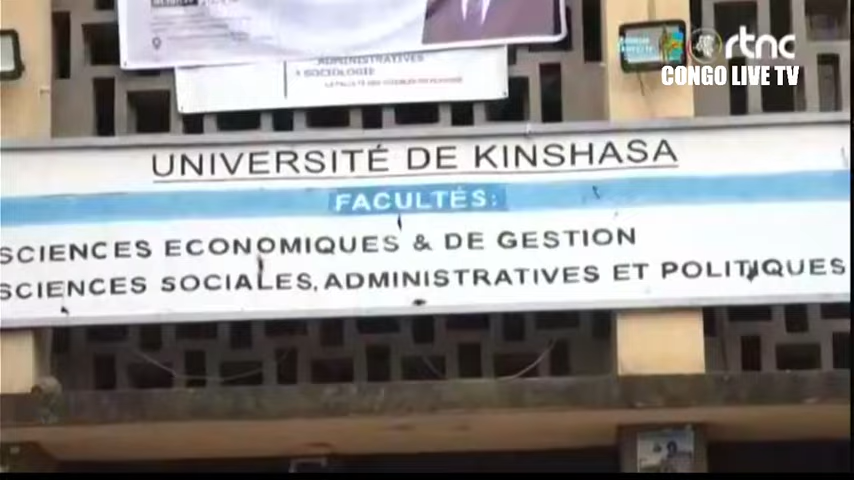 rtnc
CONGO LIVE TV
ADMINISTRATIVES
SOCIOLOGIE
UNIVERSITÉ DE KINSHASA
FACULTÉS:
SCIENCES ECONOMIQUES & DE GESTION
SCIENCES SOCIALES, ADMINISTRATIVES ET POLITIQUES